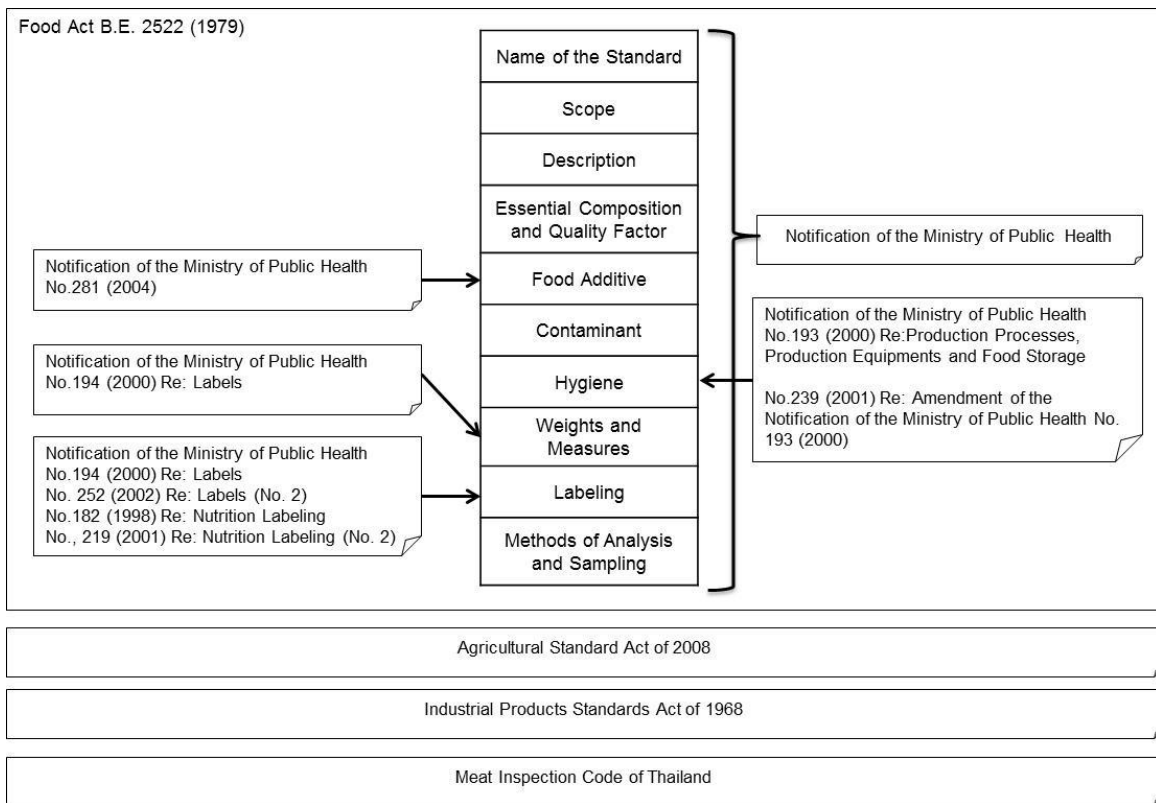 Food Act B.E. 2522 (1979)
Name of the Standard
Scope
Description
Essential Composition
and Quality Factor
Food Additive
Contaminant
Hygiene
Weights and
Measures
Labeling
Methods of Analysis
and Sampling
Notification of the Ministry of Public Health
No.281 (2004)
Notification of the Ministry of Public Health
No.194 (2000) Re: Labels
Notification of the Ministry of Public Health
No.194 (2000) Re: Labels
No. 252 (2002) Re: Labels (No. 2)
No.182 (1998) Re: Nutrition Labeling
No., 219 (2001) Re: Nutrition Labeling (No. 2)
Notification of the Ministry of Public Health
Notification of the Ministry of Public Health
No.193 (2000) Re:Production Processes,
Production Equipments and Food Storage
No.239 (2001) Re: Amendment of the
Notification of the Ministry of Public Health No.
193 (2000)
Agricultural Standard Act of 2008
Industrial Products Standards Act of 1968
Meat Inspection Code of Thailand